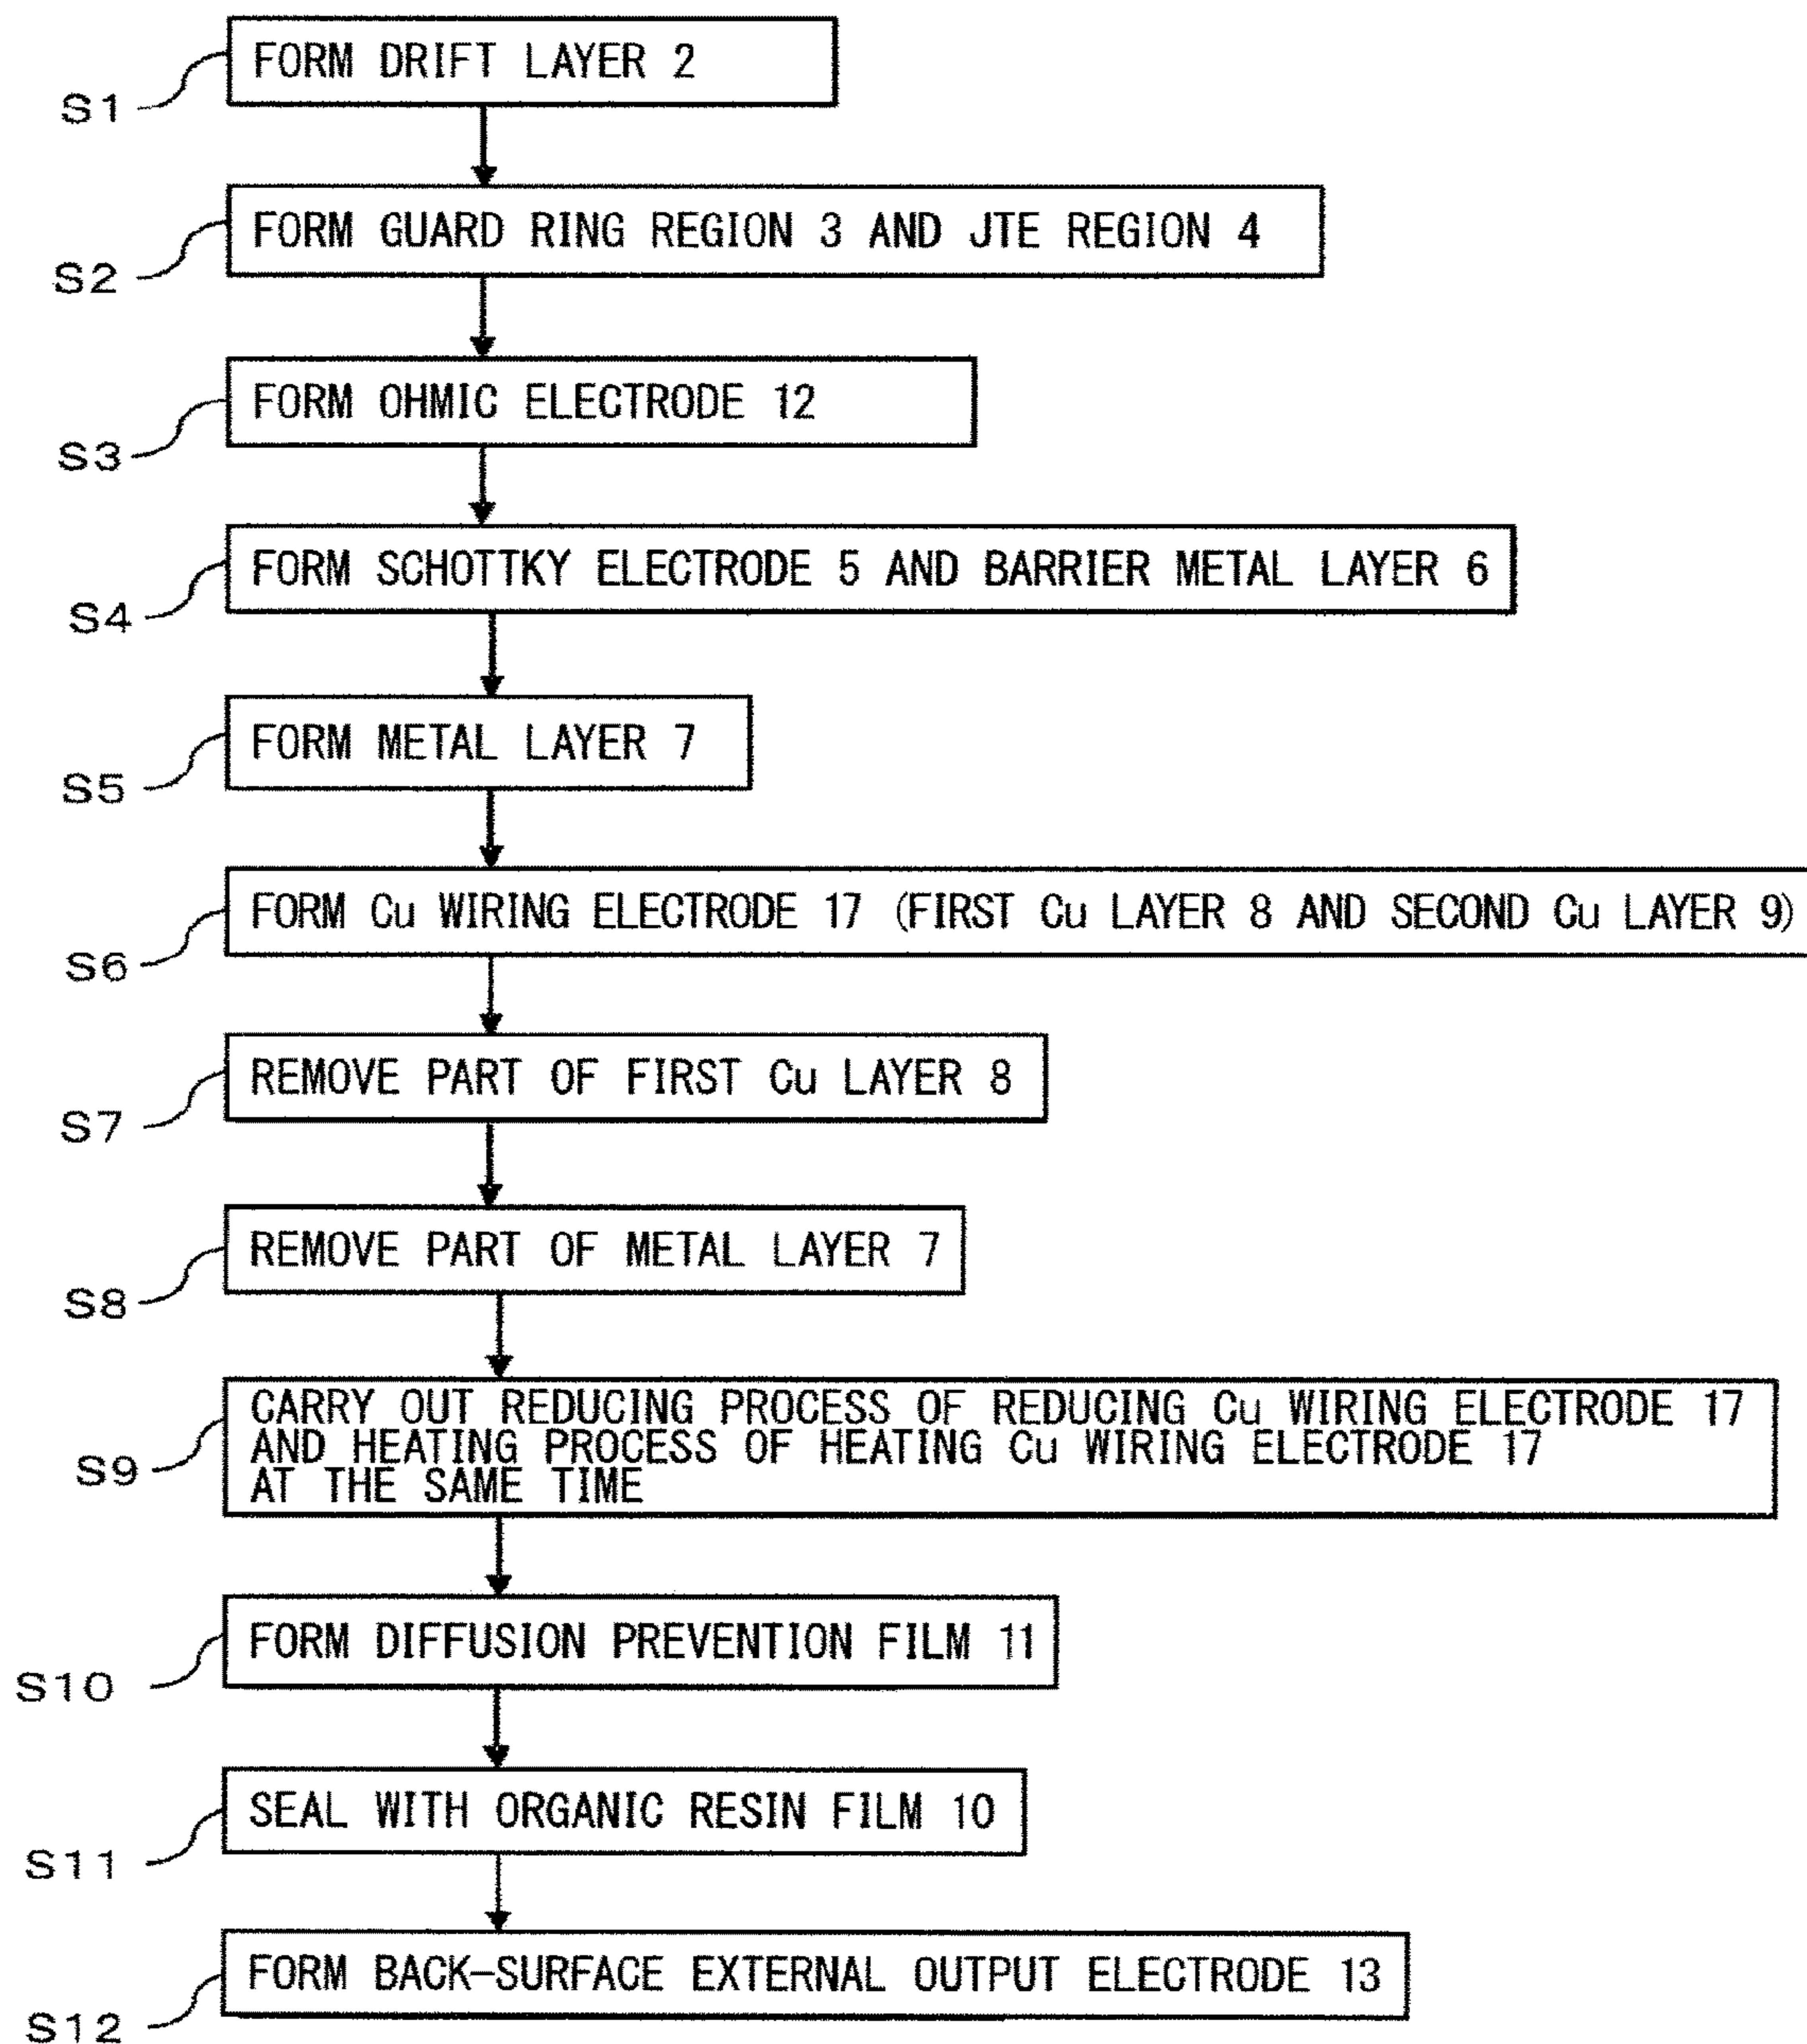 FORM DRIFT LAYER 2
S1
FORM GUARD RING REGION 3 AND JTE REGION 4
S2
FORM OHMIC ELECTRODE 12
S3
FORM SCHOTTKY ELECTRODE 5 AND BARRIER METAL LAYER 6
S4
FORM METAL LAYER 7
S5
FORM Cu WIRING ELECTRODE 17 (FIRST Cu LAYER 8 AND SECOND Cu LAYER 9)
S6
REMOVE PART OF FIRST Cu LAYER 8
S7
REMOVE PART OF METAL LAYER 7
S8
CARRY OUT REDUCING PROCESS OF REDUCING Cu WIRING ELECTRODE 17
AND HEATING PROCESS OF HEATING Cu WIRING ELECTRODE 17
AT THE SAME TIME
S9
FORM DIFFUSION PREVENTION FILM 11
S10
SEAL WITH ORGANIC RESIN FILM 10
S11
FORM BACK-SURFACE EXTERNAL OUTPUT ELECTRODE 13
S12